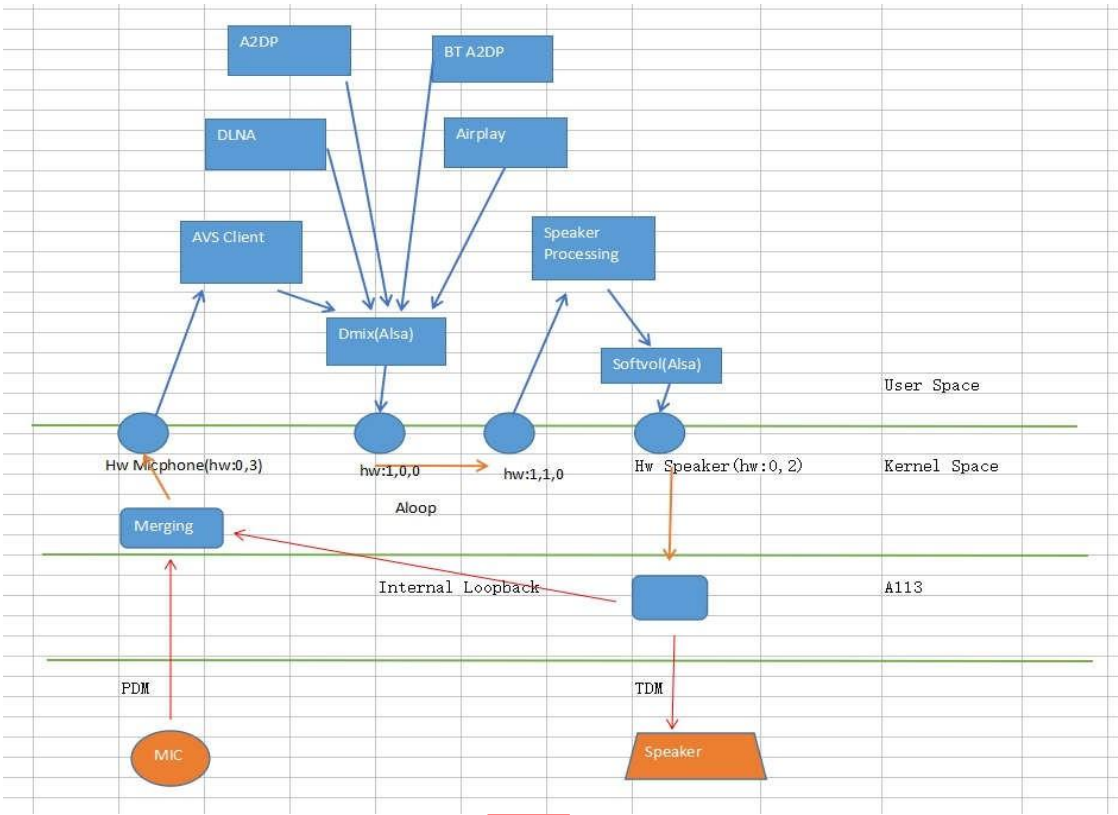 A2DP
BT A2DP
DLNA
Airplay
AVS Client
Speaker
Processing
Dmix(Alsa)
Softvol(Alsa)
User Space
Hw Micphone(hw:0,3)
hw:1,0,0
hw:1,1,0
Hw Speaker(hw:0,2)
Kernel Space
Aloop
Merging
Internal Loopback
A113
PDM
TDM
MIC
Speaker